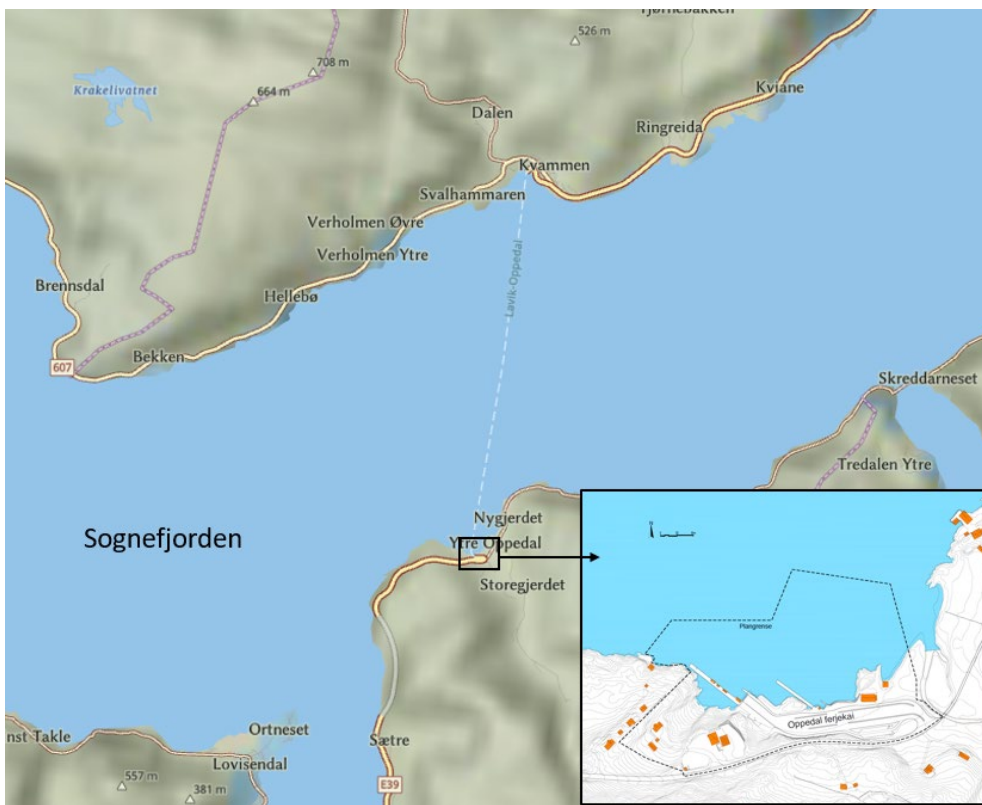 Tjørnebakken
708 m
526 m
664 m
Krakelivatnet
Kviane
Dalen
Ringreida
Kvammen
Svalhammaren
Verholmen Øvre
Verholmen Ytre
Lavik-Oppedal
Brennsdal
Hellebø
Bekken
607
Skreddarneset
Tredalen Ytre
Nygjerdet
Sognefjorden
Ytre Oppedal
Storegjerdet
Plangrense
Oppedal ferjekai
Ortneset
nst Takle
Sætre
Lovisendal
557 m
381 m
E39